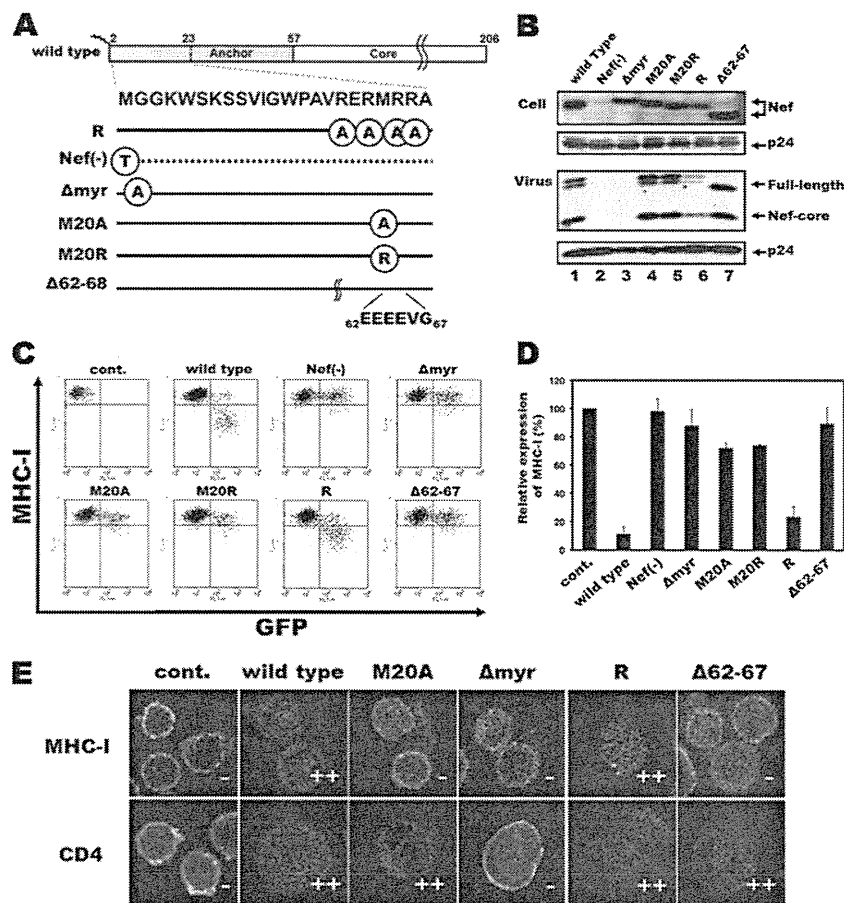 A
2 23 57 206
wild type Anchor Core
MGGKWSKSSVIGWPAVRERMRRA
R A A A A
Nef(-) T
Δmyr A
M20A A
M20R R
Δ62-68
62EEEEVG67
B
wild Type Nef(-) Δmyr M20A M20R R Δ62-67
Cell Nef
p24
Virus Full-length
Nef-core
p24
1 2 3 4 5 6 7
C
cont. wild type Nef(-) Δmyr
M20A M20R R Δ62-67
MHC-I
GFP
D
Relative expression
of MHC-I (%)
120
100
80
60
40
20
0
cont. wild type Nef(-) Δmyr M20A M20R R Δ62-67
E
cont. wild type M20A Δmyr R Δ62-67
MHC-I - ++ - - ++ -
CD4 - ++ ++ - ++ ++